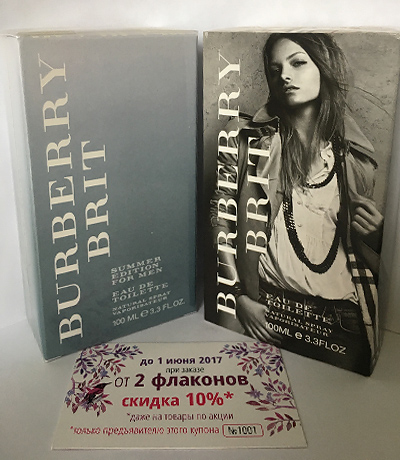 BURBERRY
BRIT
SUMMER
EDITION
FOR MEN
EAU DE
TOILETTE
NATURAL SPRAY
VAPORISATEUR
100 ML e 3.3 FL.OZ.
BURBERRY
BRIT
EAU DE
TOILETTE
NATURAL SPRAY
VAPORISATEUR
100ML e 3.3FLOZ
до 1 июня 2017
при заказе
от 2 флаконов
скидка 10%*
*даже на товары по акции
*только предъявителю этого купона №1001